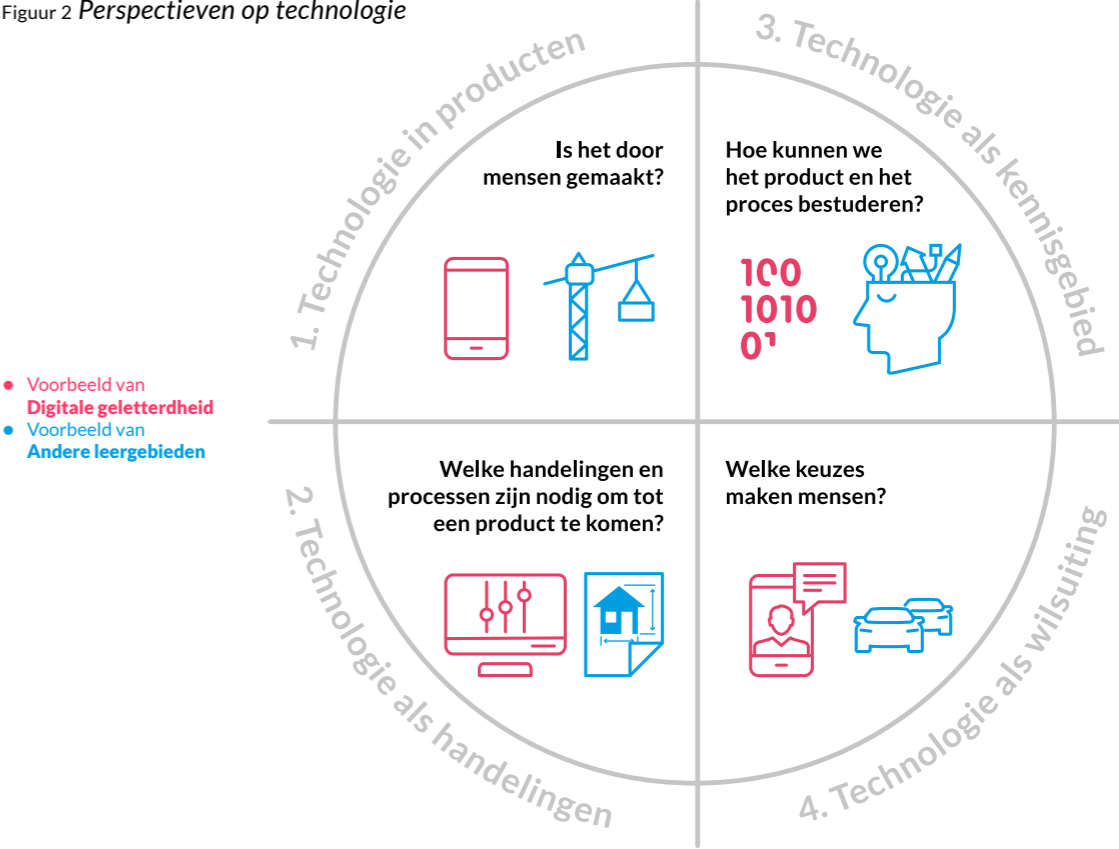 Figuur 2 Perspectieven op technologie
1. Technologie in producten
Is het door
mensen gemaakt?
3. Technologie als kennisgebied
Hoe kunnen we
het product en het
proces bestuderen?
100
1010
01
Voorbeeld van
Digitale geletterdheid
Voorbeeld van
Andere leergebieden
2. Technologie als handelingen
Welke handelingen en
processen zijn nodig om tot
een product te komen?
4. Technologie als wilsuiting
Welke keuzes
maken mensen?